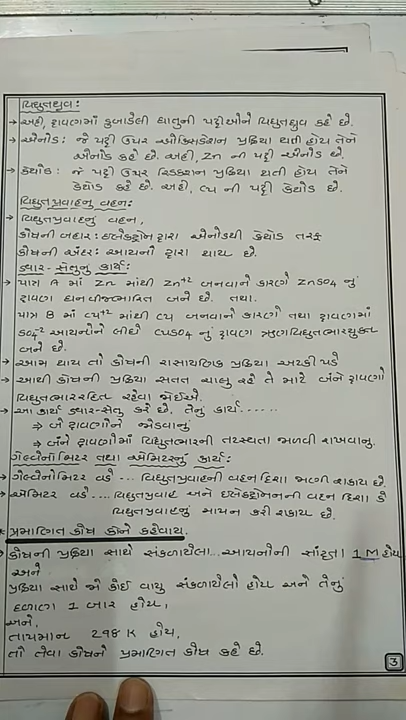 વિદ્યુતધ્રુવ :
→ અહીં, દ્રાવણમાં ડુબાડેલી ધાતુની પટ્ટીઓને વિદ્યુતધ્રુવ કહે છે.
→ એનોડ : જે પટ્ટી ઉપર ઓક્સિડેશન પ્રક્રિયા થતી હોય તેને
એનોડ કહે છે. અહીં, Zn ની પટ્ટી એનોડ છે.
→ કેથોડ : જે પટ્ટી ઉપર રિડક્શન પ્રક્રિયા થતી હોય તેને
કેથોડ કહે છે. અહીં, Cu ની પટ્ટી કેથોડ છે.
વિદ્યુતપ્રવાહનું વહન :
→ વિદ્યુતપ્રવાહનું વહન,
કોષની બહાર : ઇલેક્ટ્રોન દ્વારા એનોડથી કેથોડ તરફ
કોષની અંદર : આયનો દ્વારા થાય છે.
ક્ષાર-સેતુનું કાર્ય :
→ પાત્ર A માં Zn માંથી Zn+2 બનવાને કારણે ZnSO4 નું
દ્રાવણ ધનવીજભારિત બને છે. તથા.
પાત્ર B માં Cu+2 માંથી Cu બનવાને કારણે તથા દ્રાવણમાં
SO4-2 આયનોને લીધે CuSO4 નું દ્રાવણ ઋણવિદ્યુતભારયુક્ત
બને છે.
→ આમ થાય તો કોષની રાસાયણિક પ્રક્રિયા અટકી પડે
→ આથી કોષની પ્રક્રિયા સતત ચાલુ રહે તે માટે બંને દ્રાવણો
વિદ્યુતભારરહિત રહેવા જોઈએ.
→ આ કાર્ય ક્ષાર-સેતુ કરે છે. તેનું કાર્ય......
⇒ બે દ્રાવણોને જોડવાનું
⇒ બંને દ્રાવણોમાં વિદ્યુતભારની તટસ્થતા જાળવી રાખવાનું.
ગેલ્વેનોમિટર તથા એમિટરનું કાર્ય :
→ ગેલ્વેનોમિટર વડે... વિદ્યુતપ્રવાહની વહન દિશા જાણી શકાય છે.
→ એમિટર વડે.... વિદ્યુતપ્રવાહ અને ઇલેક્ટ્રોનની વહન દિશા કે
વિદ્યુતપ્રવાહનું માપન કરી શકાય છે.
* પ્રમાણિત કોષ કોને કહેવાય.
→ કોષની પ્રક્રિયા સાથે સંકળાયેલા... આયનોની સાંદ્રતા 1 M હોય
અને
પ્રક્રિયા સાથે જો કોઈ વાયુ સંકળાયેલો હોય અને તેનું
દબાણ 1 બાર હોય,
અને,
તાપમાન 298 K હોય,
તો તેવા કોષને પ્રમાણિત કોષ કહે છે.
3